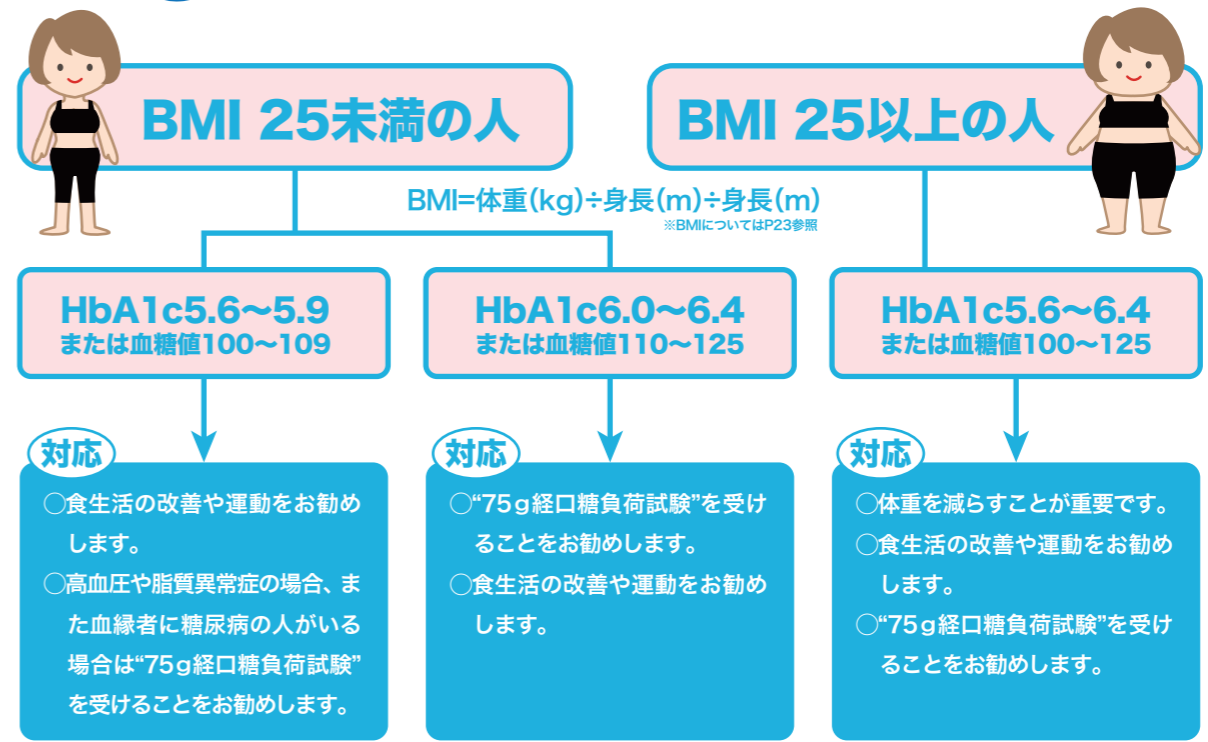 BMI 25未満の人
BMI 25以上の人
BMI=体重(kg)÷身長(m)÷身長(m)
※BMIについてはP23参照
HbA1c5.6〜5.9
または血糖値100〜109
HbA1c6.0〜6.4
または血糖値110〜125
HbA1c5.6〜6.4
または血糖値100〜125
対応
○食生活の改善や運動をお勧め
します。
○高血圧や脂質異常症の場合、ま
た血縁者に糖尿病の人がいる
場合は“75g経口糖負荷試験”
を受けることをお勧めします。
対応
○“75g経口糖負荷試験”を受け
ることをお勧めします。
○食生活の改善や運動をお勧め
します。
対応
○体重を減らすことが重要です。
○食生活の改善や運動をお勧め
します。
○“75g経口糖負荷試験”を受け
ることをお勧めします。